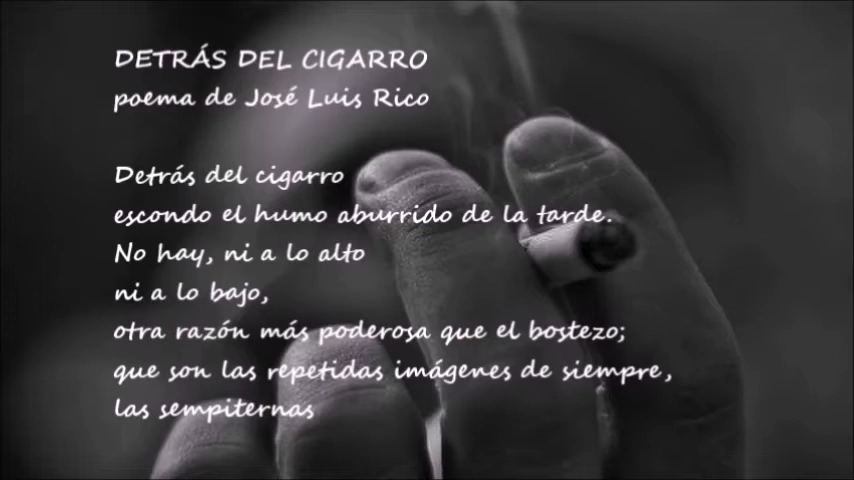 DETRÁS DEL CIGARRO
poema de José Luis Rico
Detrás del cigarro
escondo el humo aburrido de la tarde.
No hay, ni a lo alto
ni a lo bajo,
otra razón más poderosa que el bostezo;
que son las repetidas imágenes de siempre,
las sempiternas